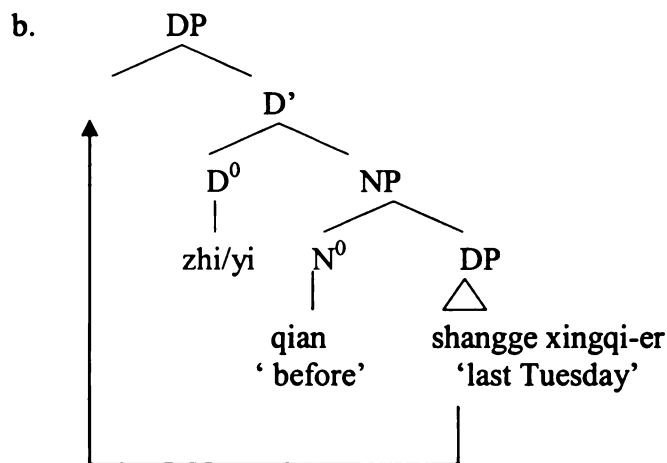 b. DP
D’
D⁰ NP
zhi/yi N⁰ DP
qian shangge xingqi-er
‘ before’ ‘last Tuesday’